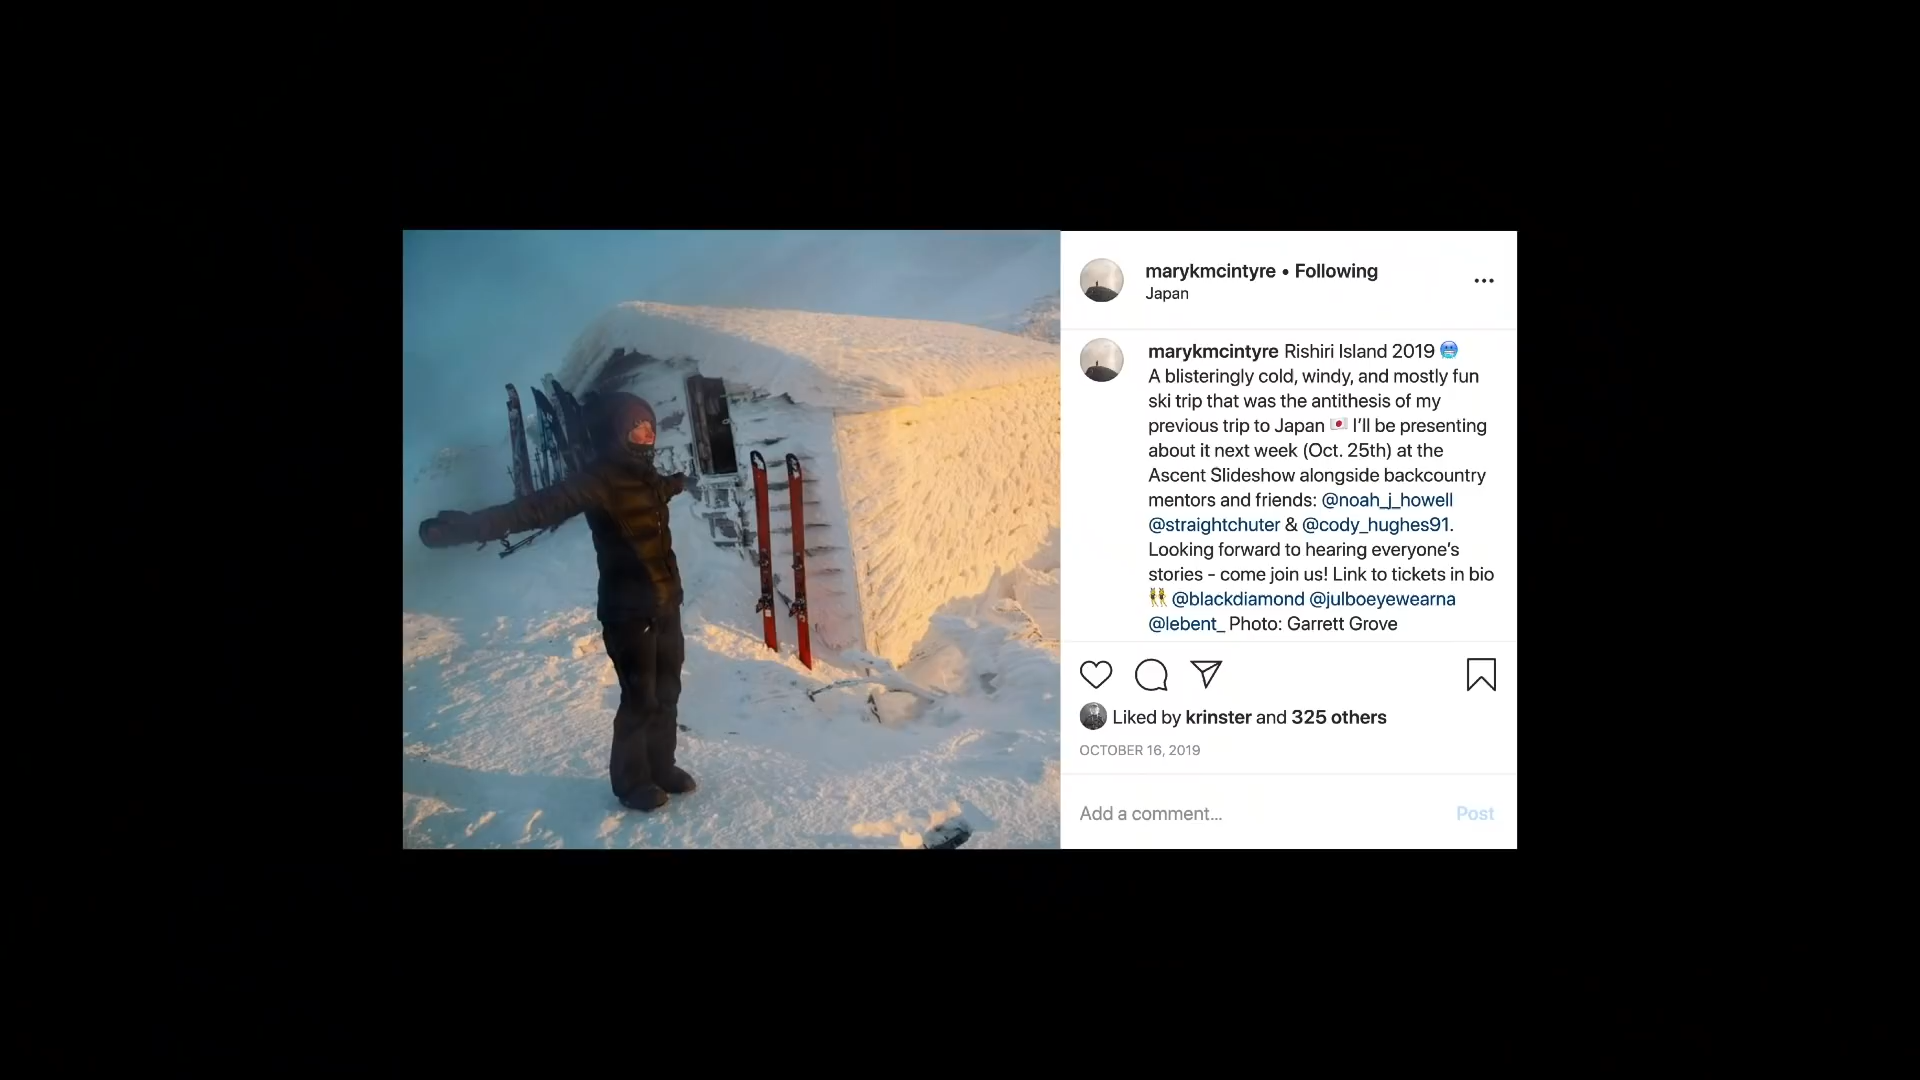 marykmcintyre • Following
Japan
marykmcintyre Rishiri Island 2019 🥶
A blisteringly cold, windy, and mostly fun
ski trip that was the antithesis of my
previous trip to Japan 🇯🇵 I’ll be presenting
about it next week (Oct. 25th) at the
Ascent Slideshow alongside backcountry
mentors and friends: @noah_j_howell
@straightchuter & @cody_hughes91.
Looking forward to hearing everyone’s
stories - come join us! Link to tickets in bio
👯 @blackdiamond @julboeyewearna
@lebent_ Photo: Garrett Grove
Liked by krinster and 325 others
OCTOBER 16, 2019
Add a comment...
Post